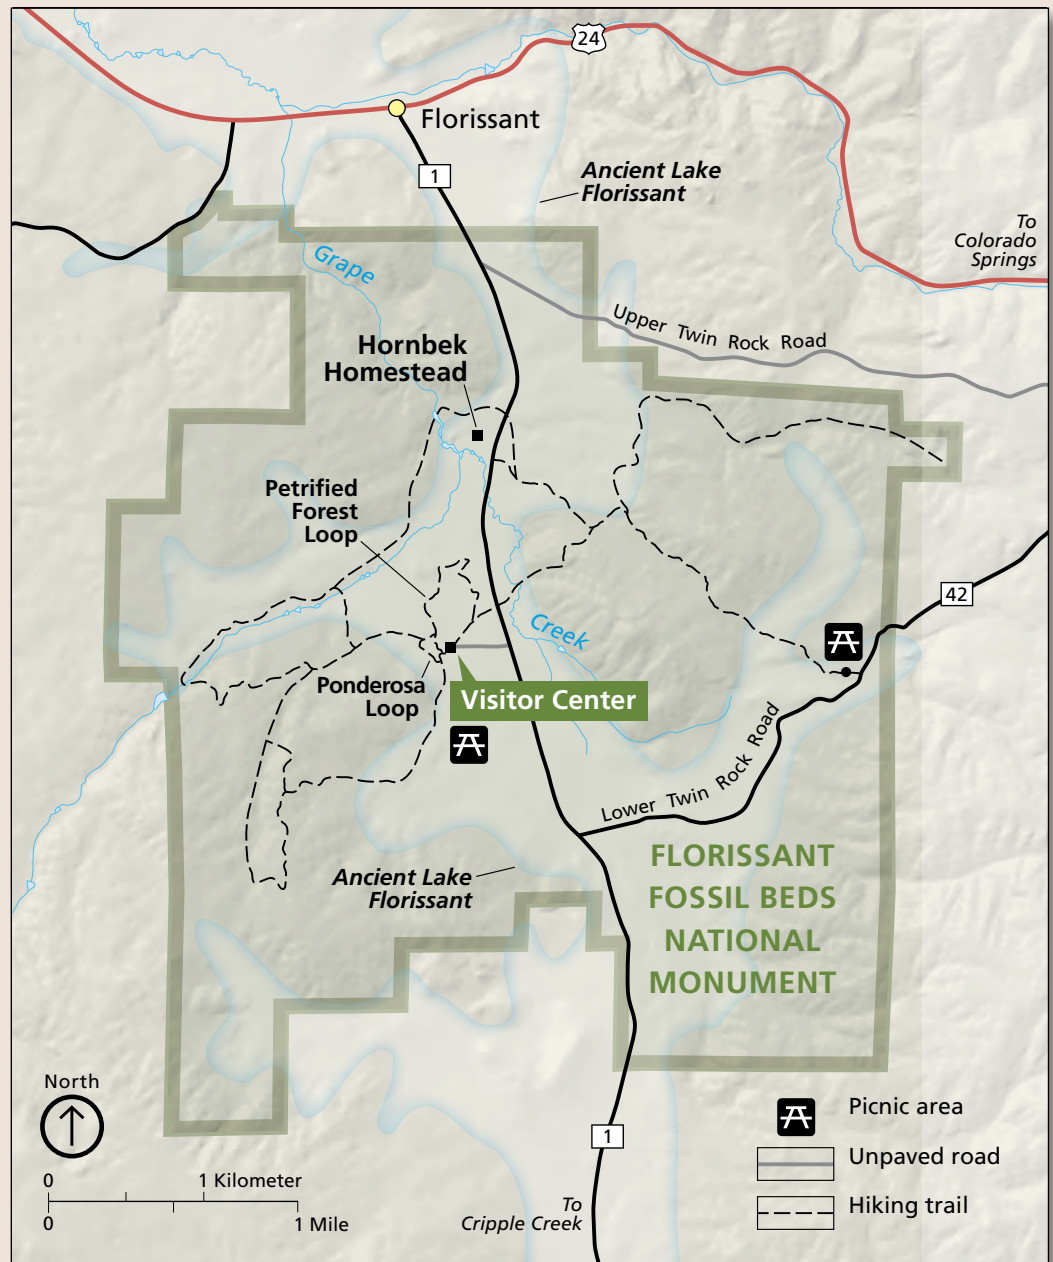 24
Florissant
1
Ancient Lake
Florissant
To
Colorado
Springs
Grape
Upper Twin Rock Road
Hornbek
Homestead
Petrified
Forest
Loop
42
Creek
Ponderosa
Loop
Visitor Center
Lower Twin Rock Road
FLORISSANT
FOSSIL BEDS
NATIONAL
MONUMENT
Ancient Lake
Florissant
North
0
1 Kilometer
0
1 Mile
1
To
Cripple Creek
Picnic area
Unpaved road
Hiking trail